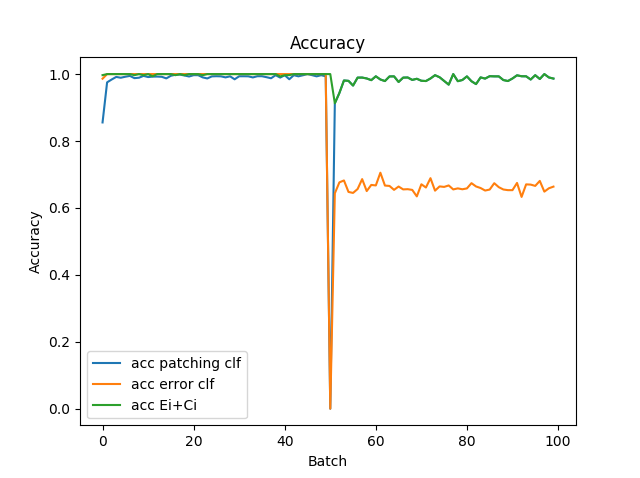 Accuracy
1.0
0.8
0.6
0.4
0.2
0.0
Accuracy
acc patching clf
acc error clf
acc Ei+Ci
0 20 40 60 80 100
Batch